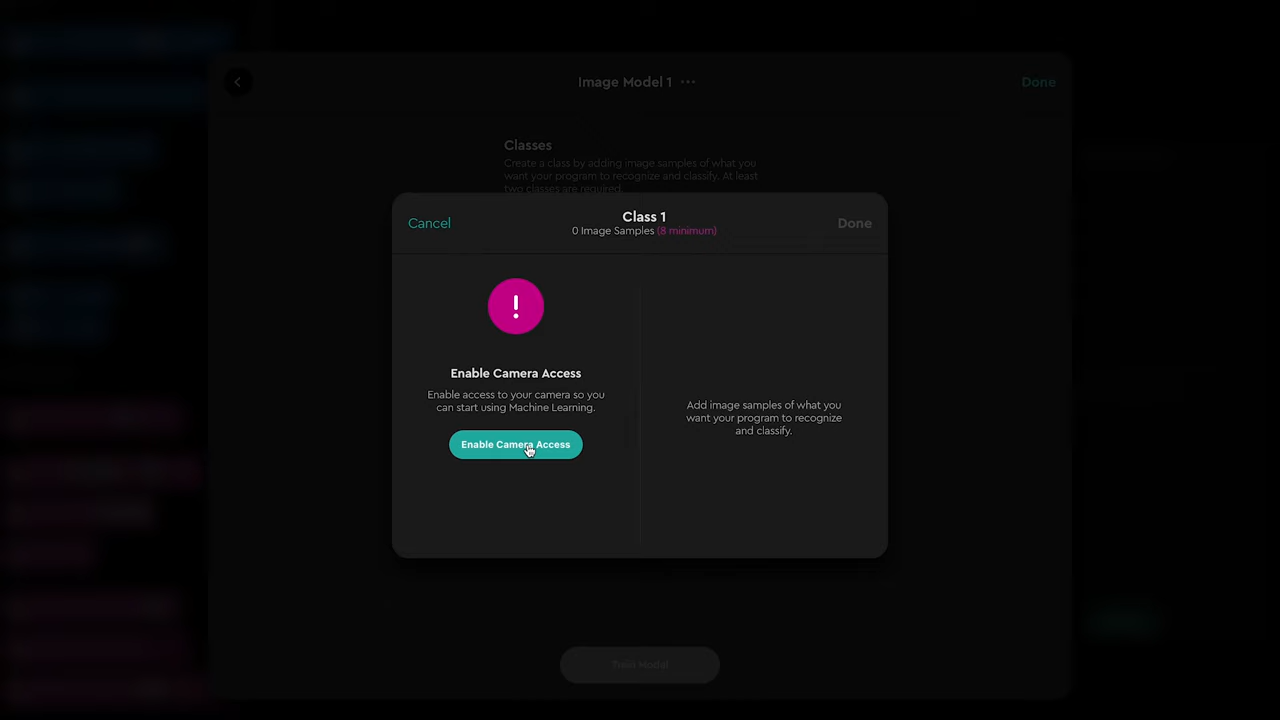 Image Model 1 ...
Done
Classes
Create a class by adding image samples of what you
want your program to recognize and classify. At least
two classes are required.
Cancel
Class 1
Done
0 Image Samples (8 minimum)
!
Enable Camera Access
Enable access to your camera so you
can start using Machine Learning.
Enable Camera Access
Add image samples of what you
want your program to recognize
and classify.
Train Model